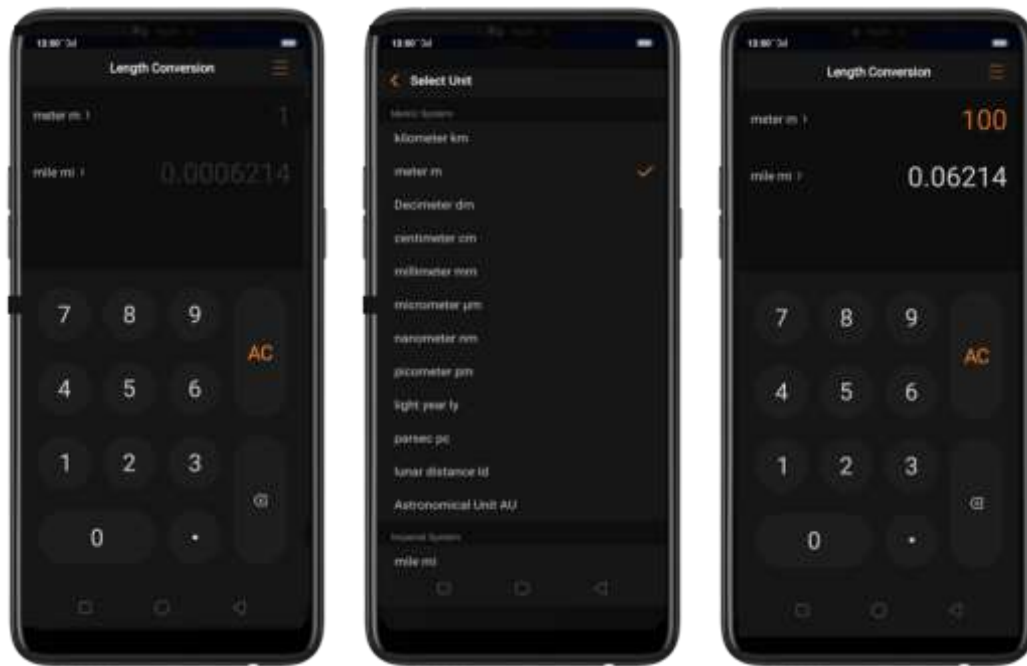 Length Conversion
meter m
1
mile mi
0.0006214
7 8 9
AC
4 5 6
1 2 3
0 .
Select Unit
Metric System
kilometer km
meter m
Decimeter dm
centimeter cm
millimeter mm
micrometer μm
nanometer nm
picometer pm
light year ly
parsec pc
lunar distance ld
Astronomical Unit AU
Imperial System
mile mi
Length Conversion
meter m
100
mile mi
0.06214
7 8 9
AC
4 5 6
1 2 3
0 .